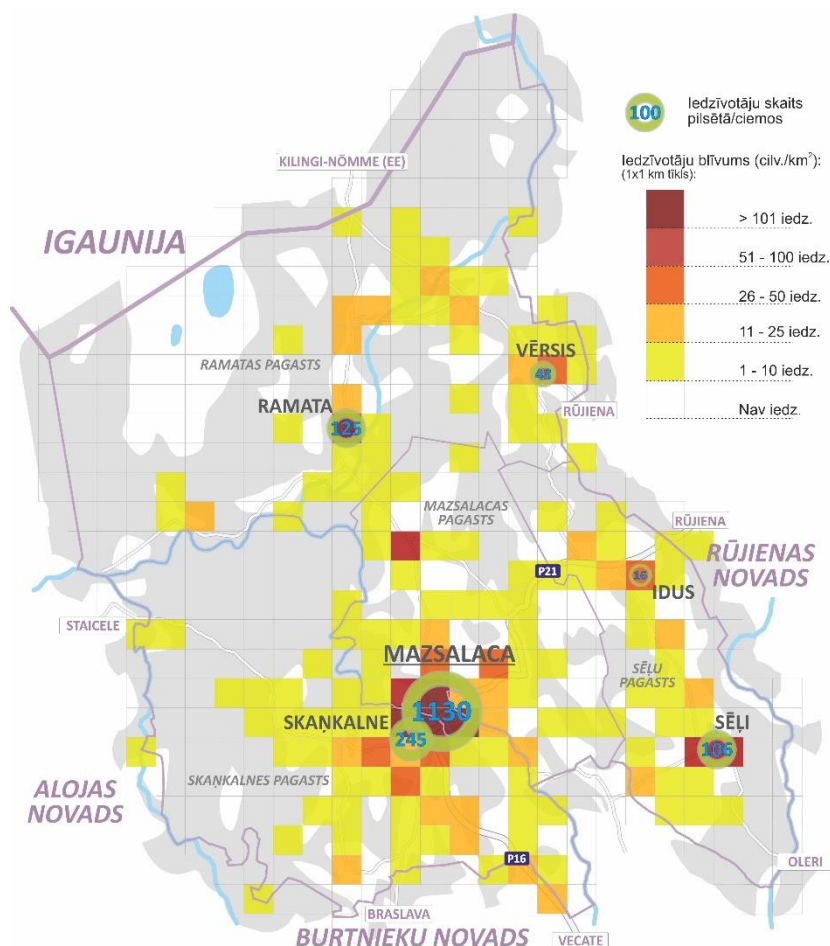 100
Iedzīvotāju skaits
pilsētā/ciemos
Iedzīvotāju blīvums (cilv./km²):
(1x1 km tīkls):
> 101 iedz.
51 - 100 iedz.
26 - 50 iedz.
11 - 25 iedz.
1 - 10 iedz.
Nav iedz.
KILINGI-NÕMME (EE)
IGAUNIJA
RAMATAS PAGASTS
VĒRSIS
48
RAMATA
125
RŪJIENA
MAZSALACAS
PAGASTS
RŪJIENA
RŪJIENAS
NOVADS
P21
16
IDUS
STAICELE
MAZSALACA
SĒĻU
PAGASTS
1130
SKAŅKALNE
245
SĒĻI
106
SKAŅKALNES PAGASTS
ALOJAS
NOVADS
P16
OLERI
BRASLAVA
BURTNIEKU NOVADS
VECATE